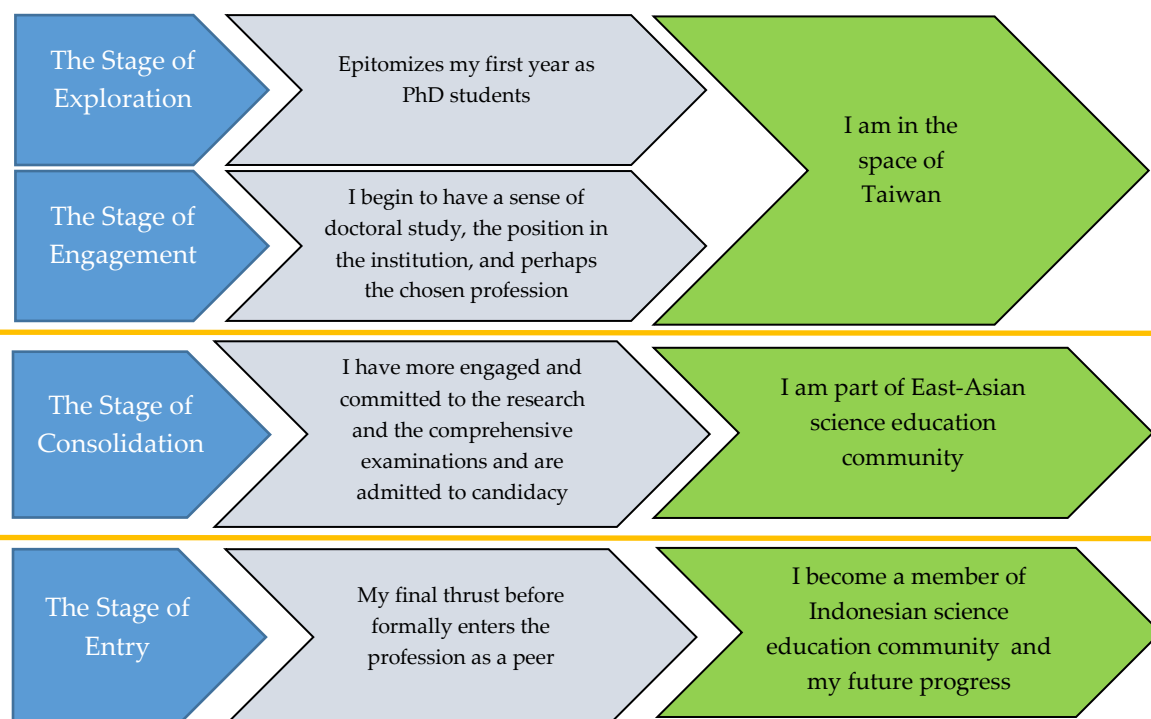 The Stage of
Exploration
Epitomizes my first year as
PhD students
I am in the
space of
Taiwan
The Stage of
Engagement
I begin to have a sense of
doctoral study, the position in
the institution, and perhaps
the chosen profession
The Stage of
Consolidation
I have more engaged and
committed to the research
and the comprehensive
examinations and are
admitted to candidacy
I am part of East-Asian
science education
community
The Stage of
Entry
My final thrust before
formally enters the
profession as a peer
I become a member of
Indonesian science
education community and
my future progress